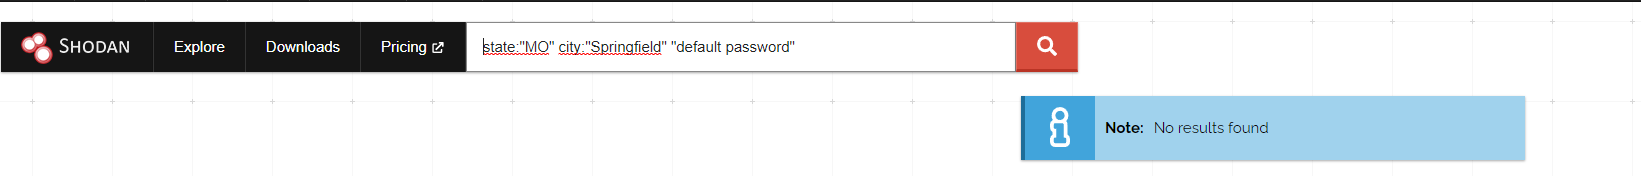 SHODAN Explore Downloads Pricing state:"MO" city:"Springfield" "default password"
Note: No results found